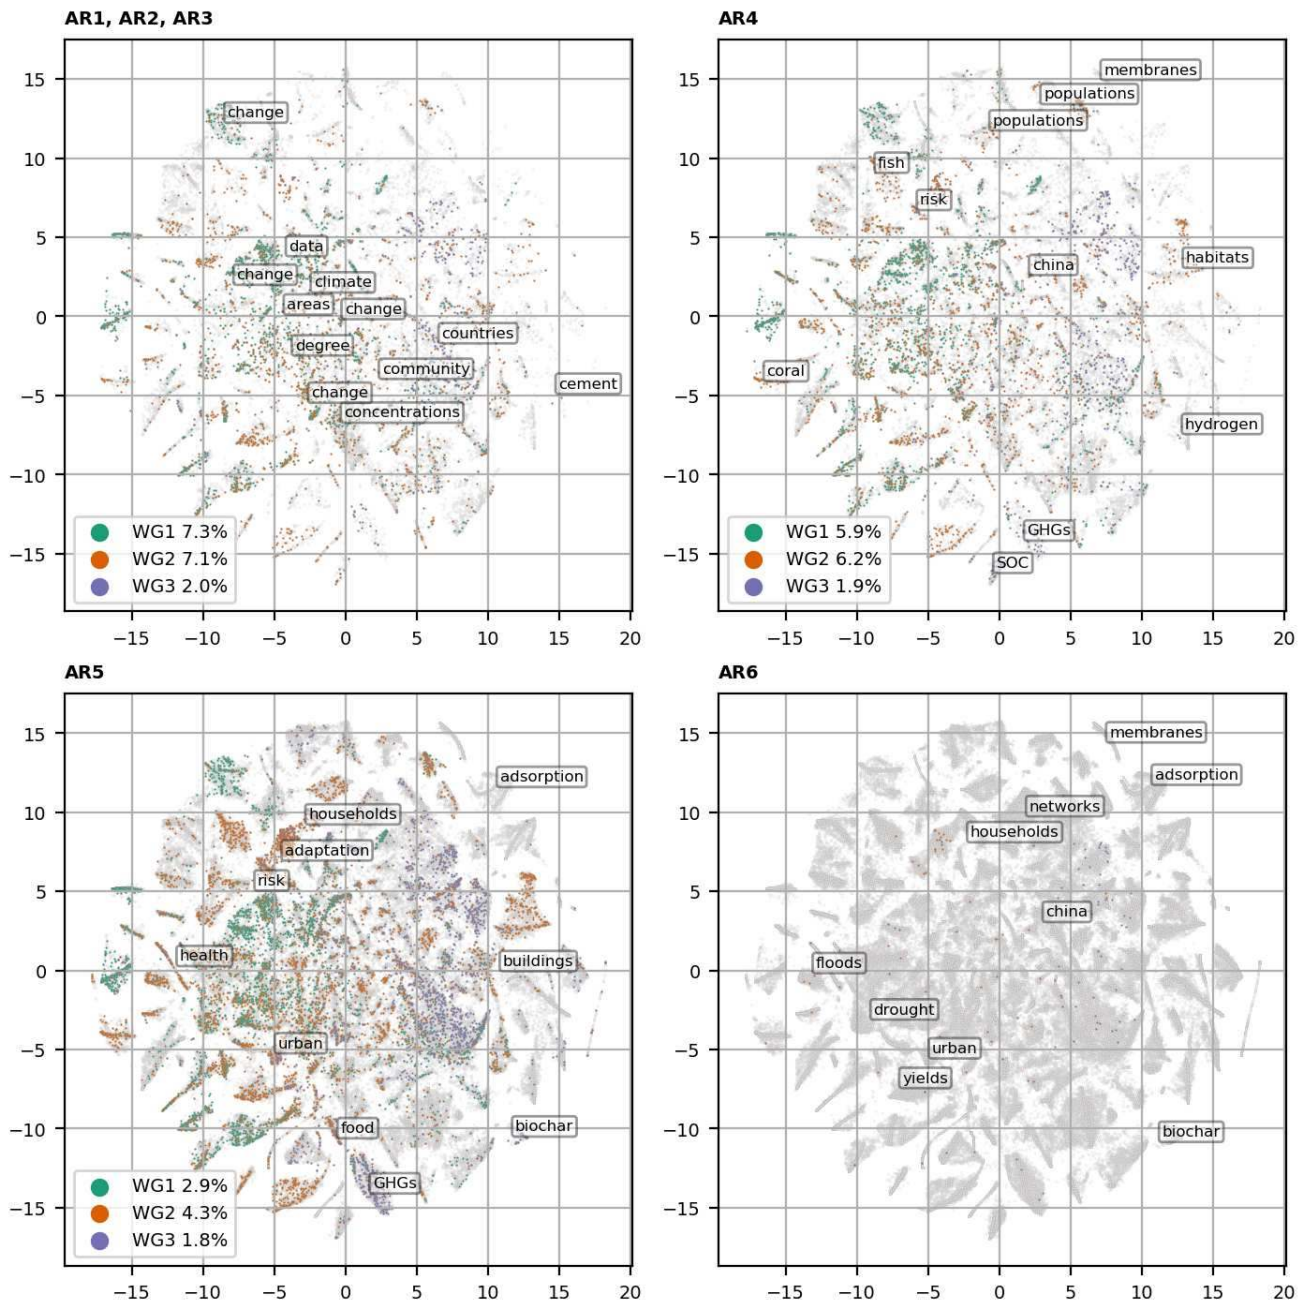 AR1, AR2, AR3
15
10
5
0
−5
−10
−15
change
data
change
climate
areas
change
countries
degree
community
cement
change
concentrations
WG1 7.3%
WG2 7.1%
WG3 2.0%
−15 −10 −5 0 5 10 15 20
AR4
15
10
5
0
−5
−10
−15
membranes
populations
populations
fish
risk
habitats
china
coral
hydrogen
GHGs
SOC
WG1 5.9%
WG2 6.2%
WG3 1.9%
−15 −10 −5 0 5 10 15 20
AR5
15
10
5
0
−5
−10
−15
adsorption
households
adaptation
risk
health
buildings
urban
food
biochar
GHGs
WG1 2.9%
WG2 4.3%
WG3 1.8%
−15 −10 −5 0 5 10 15 20
AR6
15
10
5
0
−5
−10
−15
membranes
adsorption
networks
households
china
floods
drought
urban
yields
biochar
−15 −10 −5 0 5 10 15 20